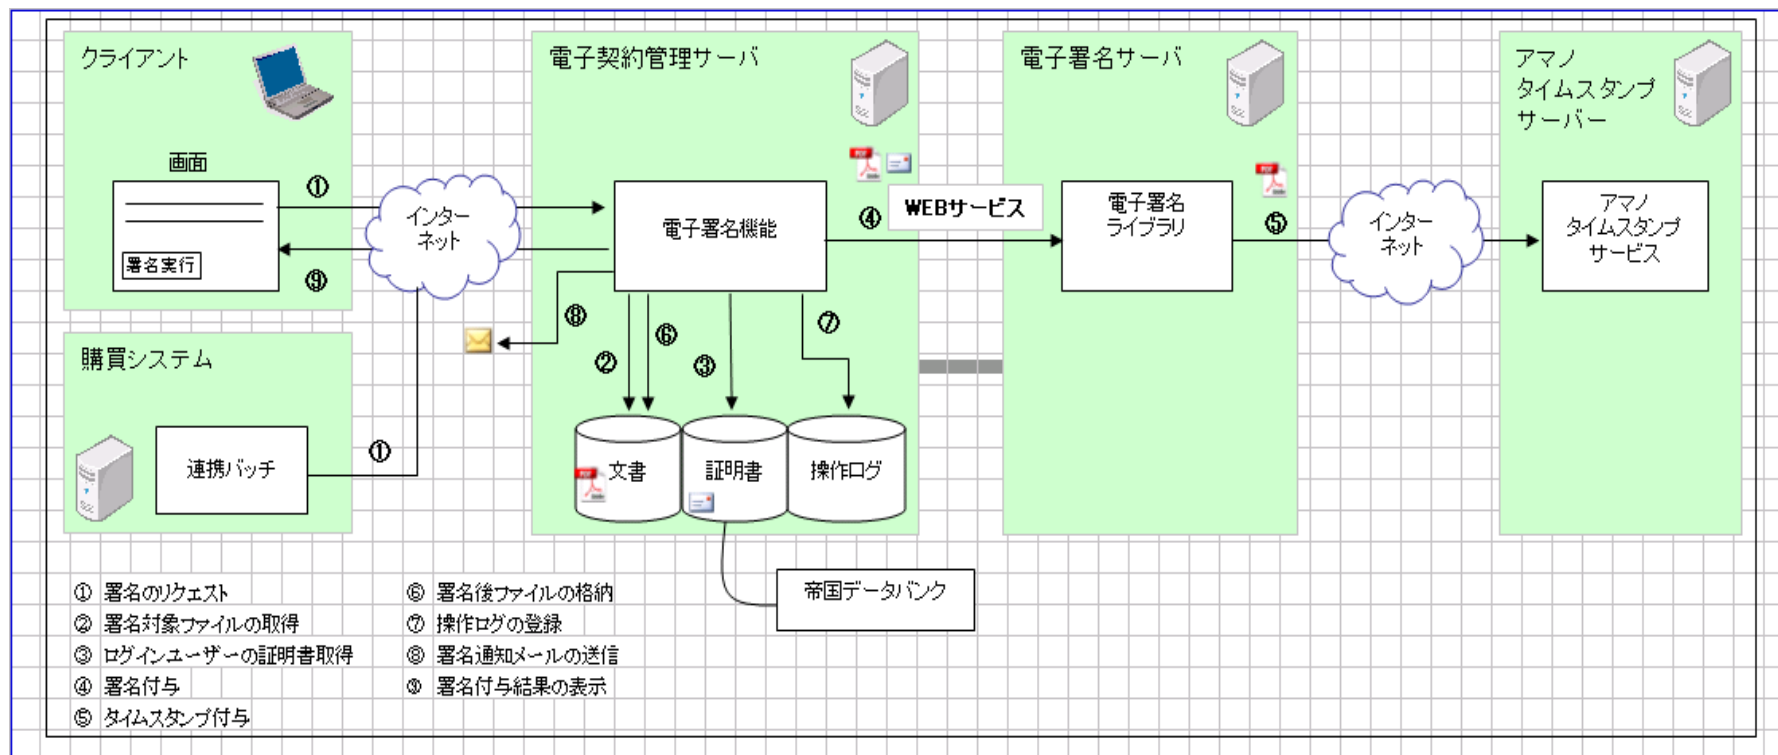 クライアント
画面
①
署名実行
⑨
インター
ネット
購買システム
連携バッチ
①
電子契約管理サーバ
電子署名機能
④
WEBサービス
⑧
②
⑥
③
⑦
文書
証明書
操作ログ
帝国データバンク
電子署名サーバ
電子署名
ライブラリ
⑤
インター
ネット
アマノ
タイムスタンプ
サーバー
アマノ
タイムスタンプ
サービス
① 署名のリクエスト
② 署名対象ファイルの取得
③ ログインユーザーの証明書取得
④ 署名付与
⑤ タイムスタンプ付与
⑥ 署名後ファイルの格納
⑦ 操作ログの登録
⑧ 署名通知メールの送信
⑨ 署名付与結果の表示